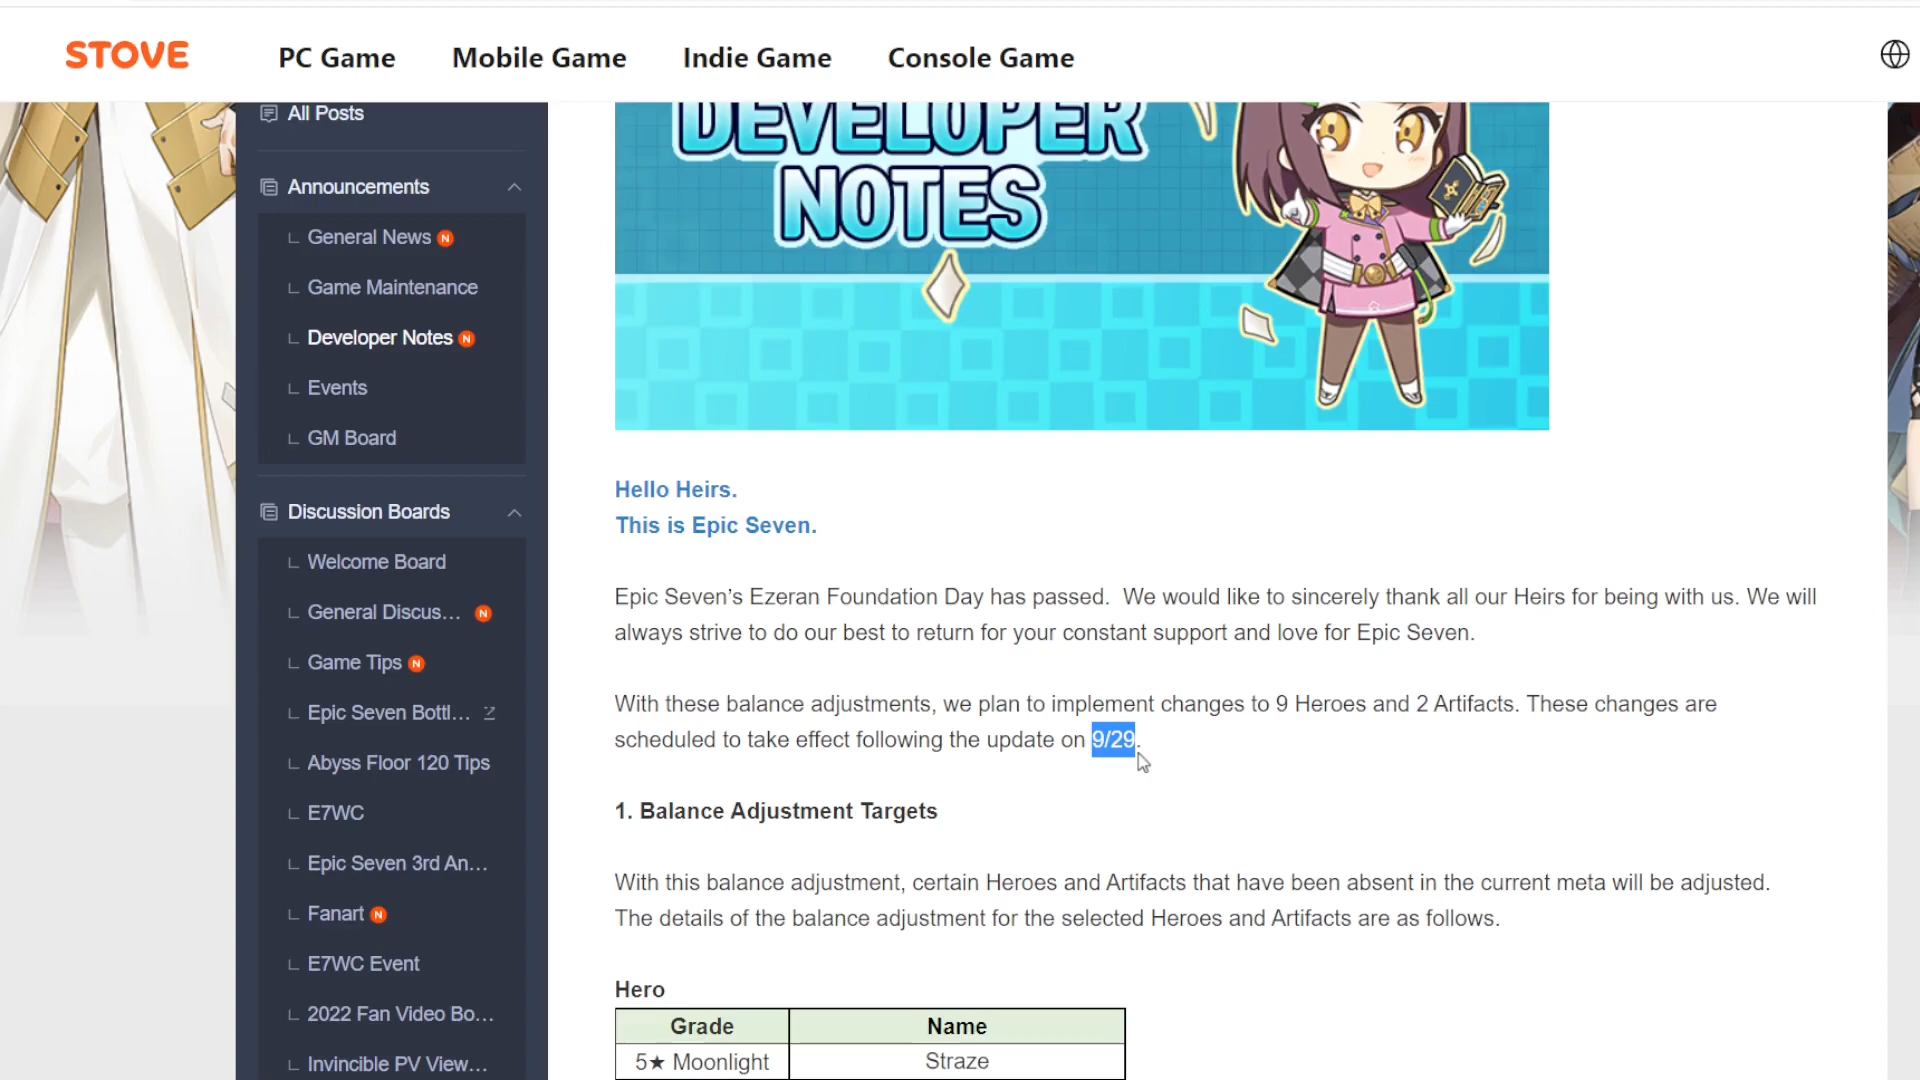 STOVE
PC Game
Mobile Game
Indie Game
Console Game
All Posts
Announcements
General News N
Game Maintenance
Developer Notes N
Events
GM Board
Discussion Boards
Welcome Board
General Discus... N
Game Tips N
Epic Seven Bottl...
Abyss Floor 120 Tips
E7WC
Epic Seven 3rd An...
Fanart N
E7WC Event
2022 Fan Video Bo...
Invincible PV View...
DEVELOPER
NOTES
Hello Heirs.
This is Epic Seven.
Epic Seven’s Ezeran Foundation Day has passed.  We would like to sincerely thank all our Heirs for being with us. We will
always strive to do our best to return for your constant support and love for Epic Seven.
With these balance adjustments, we plan to implement changes to 9 Heroes and 2 Artifacts. These changes are
scheduled to take effect following the update on 9/29.
1. Balance Adjustment Targets
With this balance adjustment, certain Heroes and Artifacts that have been absent in the current meta will be adjusted.
The details of the balance adjustment for the selected Heroes and Artifacts are as follows.
Hero
Grade Name
5★ Moonlight Straze